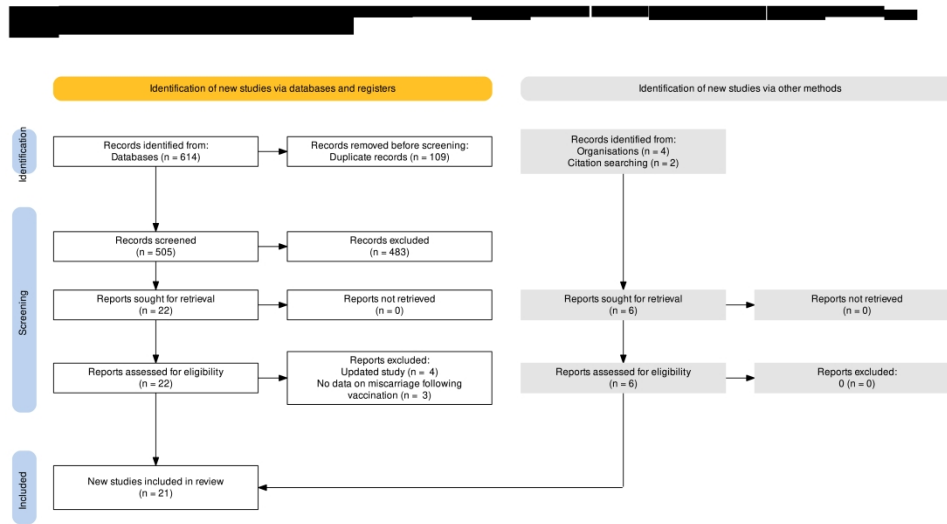 Identification of new studies via databases and registers
Identification of new studies via other methods
Identification
Records identified from:
Databases (n = 614)
Records removed before screening:
Duplicate records (n = 109)
Records identified from:
Organisations (n = 4)
Citation searching (n = 2)
Screening
Records screened
(n = 505)
Records excluded
(n = 483)
Reports sought for retrieval
(n = 22)
Reports not retrieved
(n = 0)
Reports sought for retrieval
(n = 6)
Reports not retrieved
(n = 0)
Reports assessed for eligibility
(n = 22)
Reports excluded:
Updated study (n = 4)
No data on miscarriage following
vaccination (n = 3)
Reports assessed for eligibility
(n = 6)
Reports excluded:
0 (n = 0)
Included
New studies included in review
(n = 21)